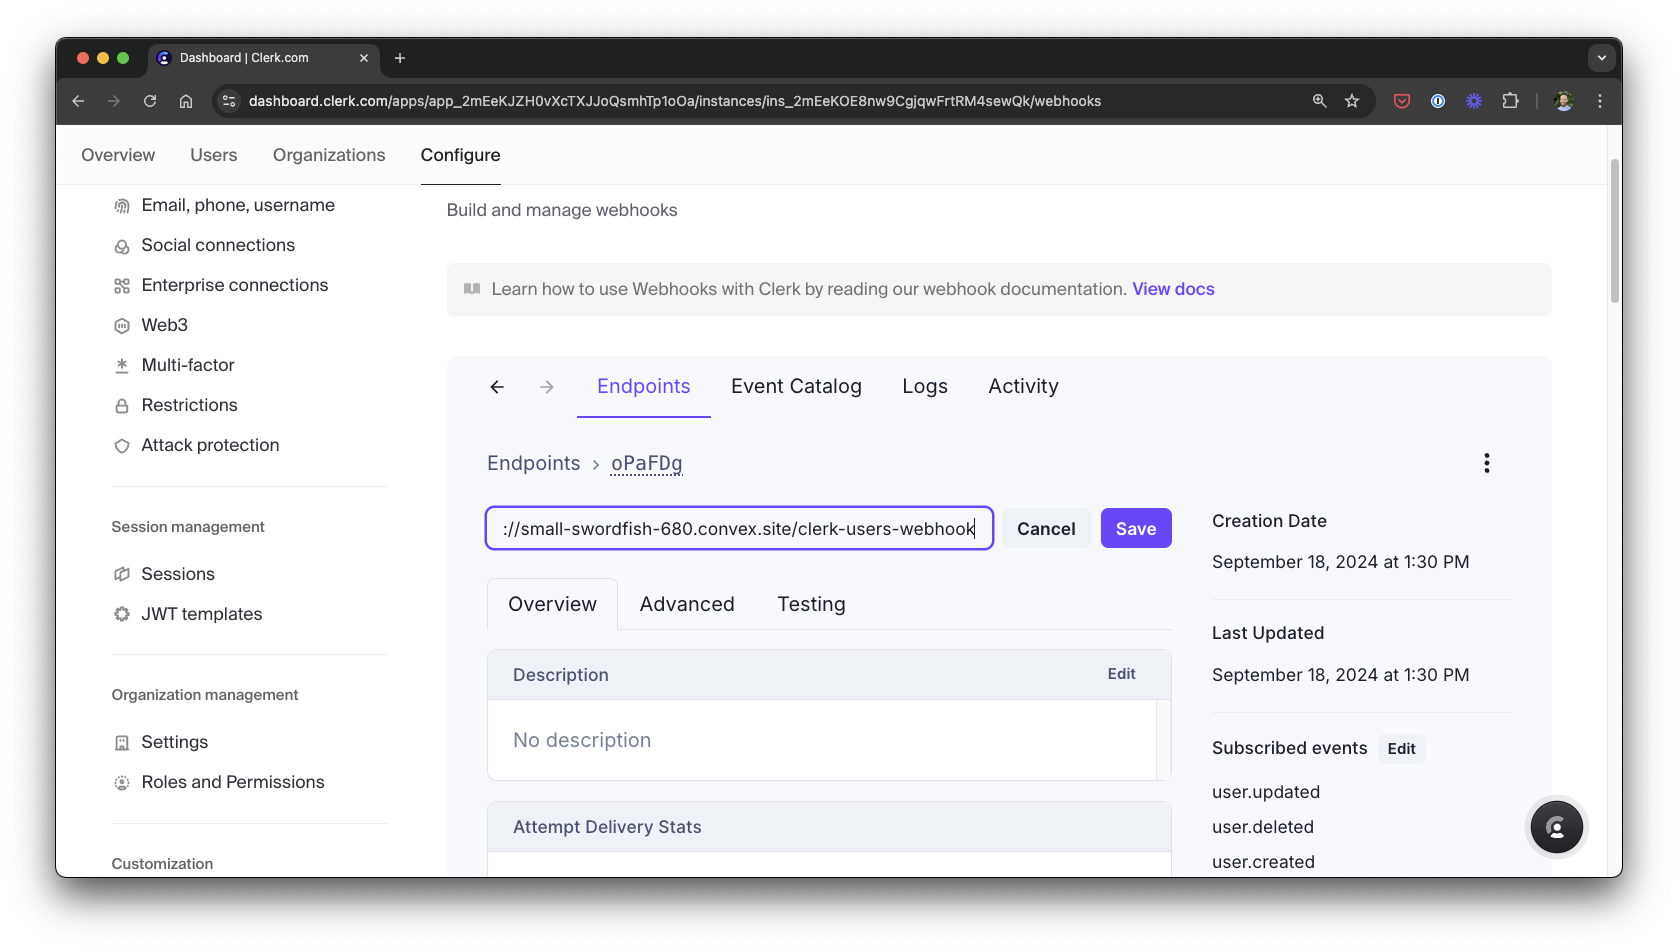 Dashboard | Clerk.com
dashboard.clerk.com/apps/app_2mEeKJZH0vXcTXJJoQsmhTp1oOa/instances/ins_2mEeKOE8nw9CgjqwFrtRM4sewQk/webhooks
Overview Users Organizations Configure
Email, phone, username
Social connections
Enterprise connections
Web3
Multi-factor
Restrictions
Attack protection
Session management
Sessions
JWT templates
Organization management
Settings
Roles and Permissions
Customization
Build and manage webhooks
Learn how to use Webhooks with Clerk by reading our webhook documentation. View docs
Endpoints Event Catalog Logs Activity
Endpoints › oPaFDg
://small-swordfish-680.convex.site/clerk-users-webhook Cancel Save
Overview Advanced Testing
Description Edit
No description
Attempt Delivery Stats
Creation Date
September 18, 2024 at 1:30 PM
Last Updated
September 18, 2024 at 1:30 PM
Subscribed events Edit
user.updated
user.deleted
user.created